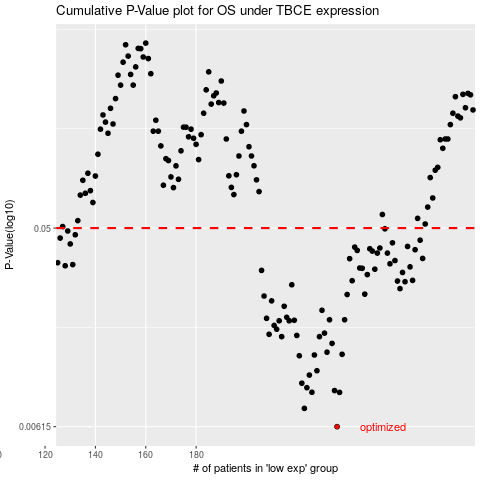 Cumulative P-Value plot for OS under TBCE expression
P-Value(log10)
0.05
0.00615
optimized
0 120 140 160 180
# of patients in 'low exp' group